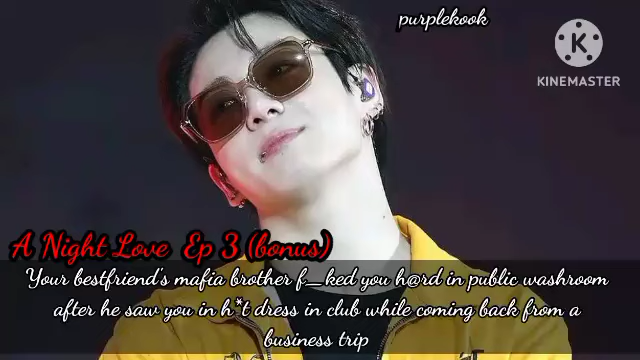 purplekook
K
KINEMASTER
A Night Love Ep 3 (bonus)
Your bestfriend's mafia brother f_ked you h@rd in public washroom
after he saw you in h*t dress in club while coming back from a
business trip